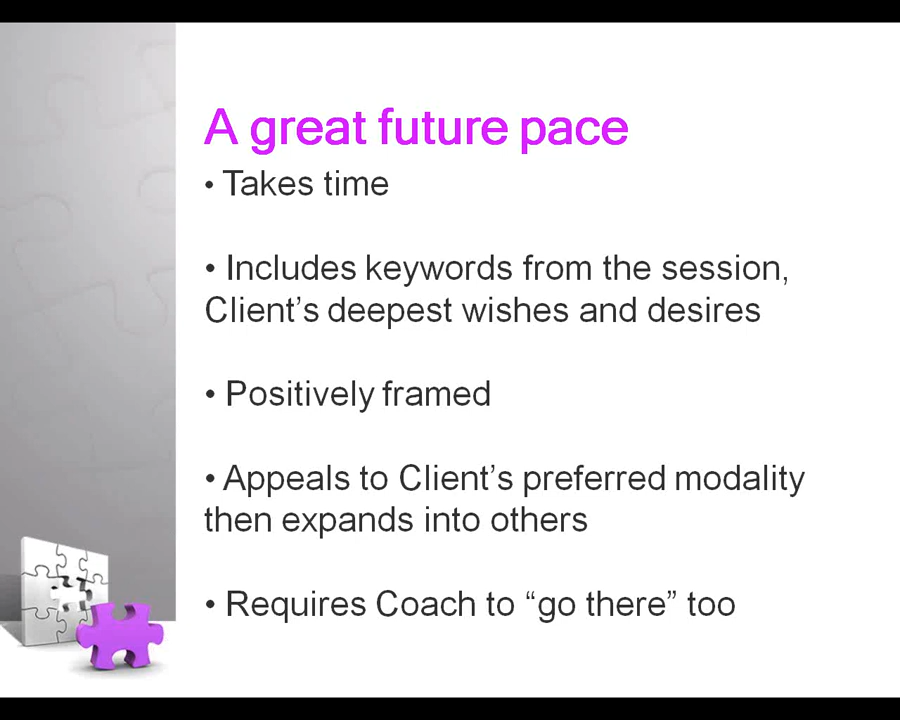 A great future pace
• Takes time
• Includes keywords from the session,
Client’s deepest wishes and desires
• Positively framed
• Appeals to Client’s preferred modality
then expands into others
• Requires Coach to “go there” too